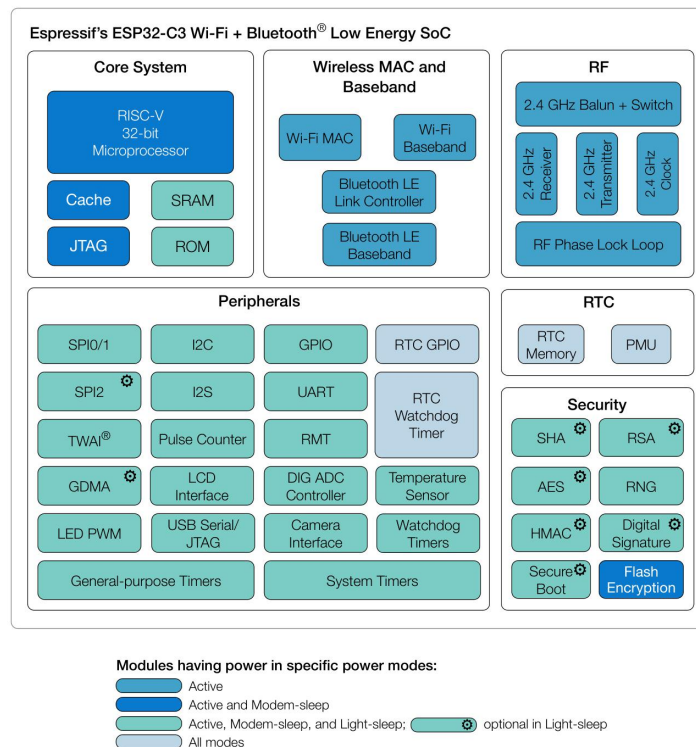 Espressif's ESP32-C3 Wi-Fi + Bluetooth® Low Energy SoC
Core System
RISC-V
32-bit
Microprocessor
Cache
SRAM
JTAG
ROM
Wireless MAC and
Baseband
Wi-Fi MAC
Wi-Fi
Baseband
Bluetooth LE
Link Controller
Bluetooth LE
Baseband
RF
2.4 GHz Balun + Switch
2.4 GHz
Receiver
2.4 GHz
Transmitter
2.4 GHz
Clock
RF Phase Lock Loop
Peripherals
SPI0/1
I2C
GPIO
RTC GPIO
SPI2
I2S
UART
RTC
Watchdog
Timer
TWAI®
Pulse Counter
RMT
GDMA
LCD
Interface
DIG ADC
Controller
Temperature
Sensor
LED PWM
USB Serial/
JTAG
Camera
Interface
Watchdog
Timers
General-purpose Timers
System Timers
RTC
RTC
Memory
PMU
Security
SHA
RSA
AES
RNG
HMAC
Digital
Signature
Secure
Boot
Flash
Encryption
Modules having power in specific power modes:
Active
Active and Modem-sleep
Active, Modem-sleep, and Light-sleep; optional in Light-sleep
All modes